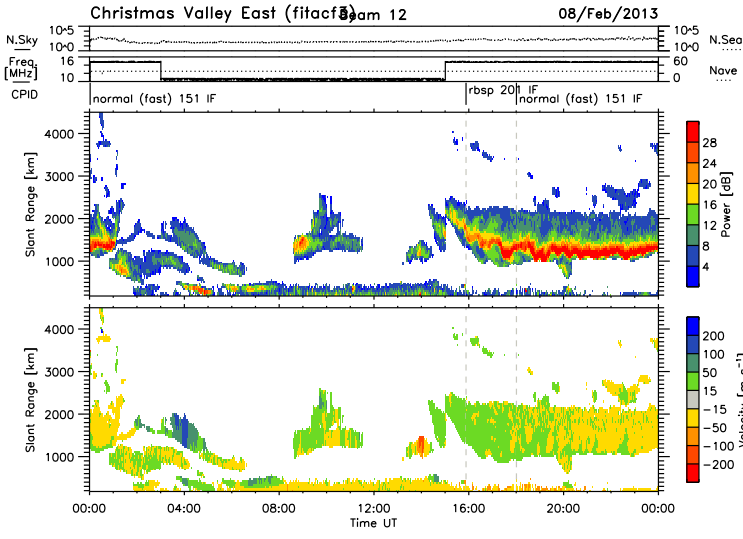 Christmas Valley East (fitacf3) Beam 12 08/Feb/2013
N.Sky 10^5 10^0 10^5 10^0 N.Sea
Freq. [MHz] 16 10 60 0 Nave
CPID normal (fast) 151 IF rbsp 201 IF normal (fast) 151 IF
4000
3000
2000
1000
Slant Range [km]
28
24
20
16
12
8
4
Power [dB]
4000
3000
2000
1000
Slant Range [km]
200
100
50
15
-15
-50
-100
-200
Velocity [m s^-1]
00:00 04:00 08:00 12:00 16:00 20:00 00:00
Time UT